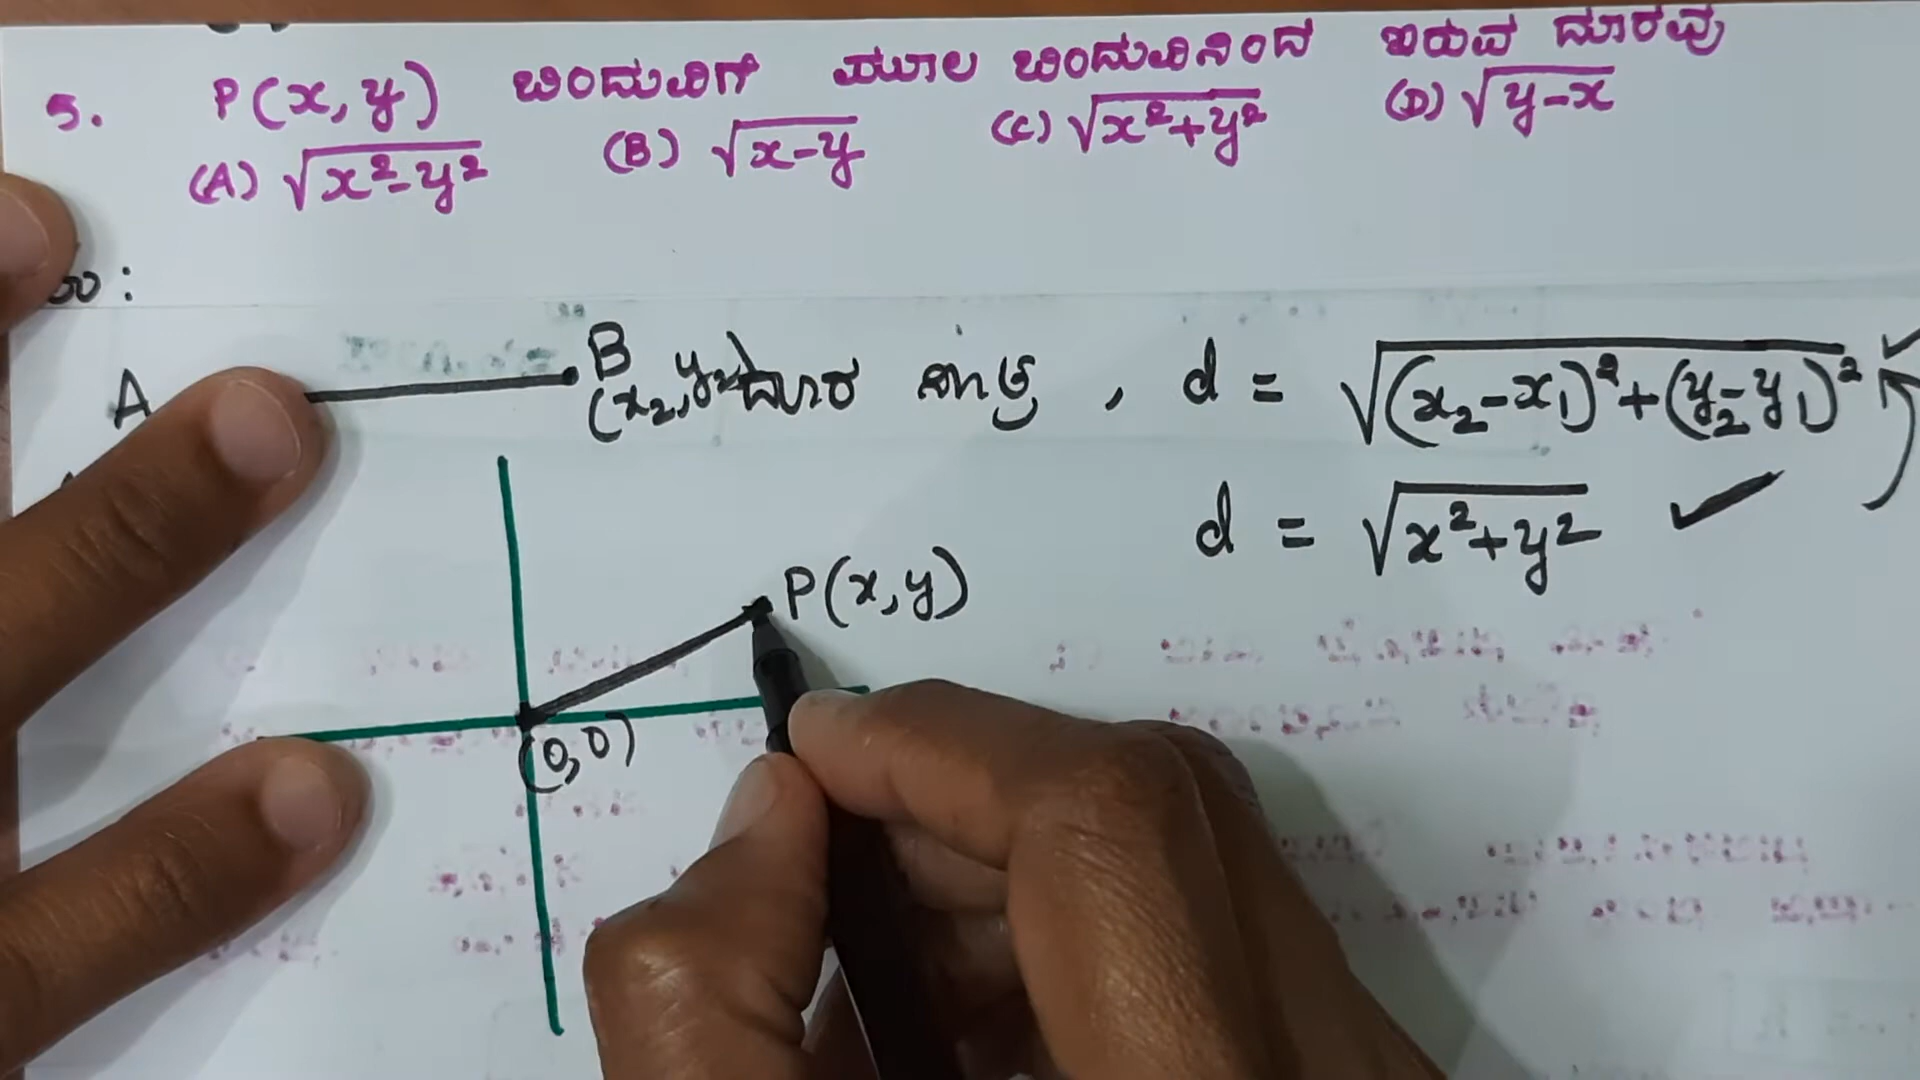 5. P(x, y) ಬಿಂದುವಿಗೆ ಮೂಲ ಬಿಂದುವಿನಿಂದ ಇರುವ ದೂರವು
(A) √(x²-y²) (B) √(x-y) (C) √(x²+y²) (D) √(y-x)
A B
(x₂, y₂) ದೂರ ಸೂತ್ರ , d = √((x₂-x₁)²+(y₂-y₁)²) ✓
d = √(x²+y²) ✓
P(x, y)
(0,0)